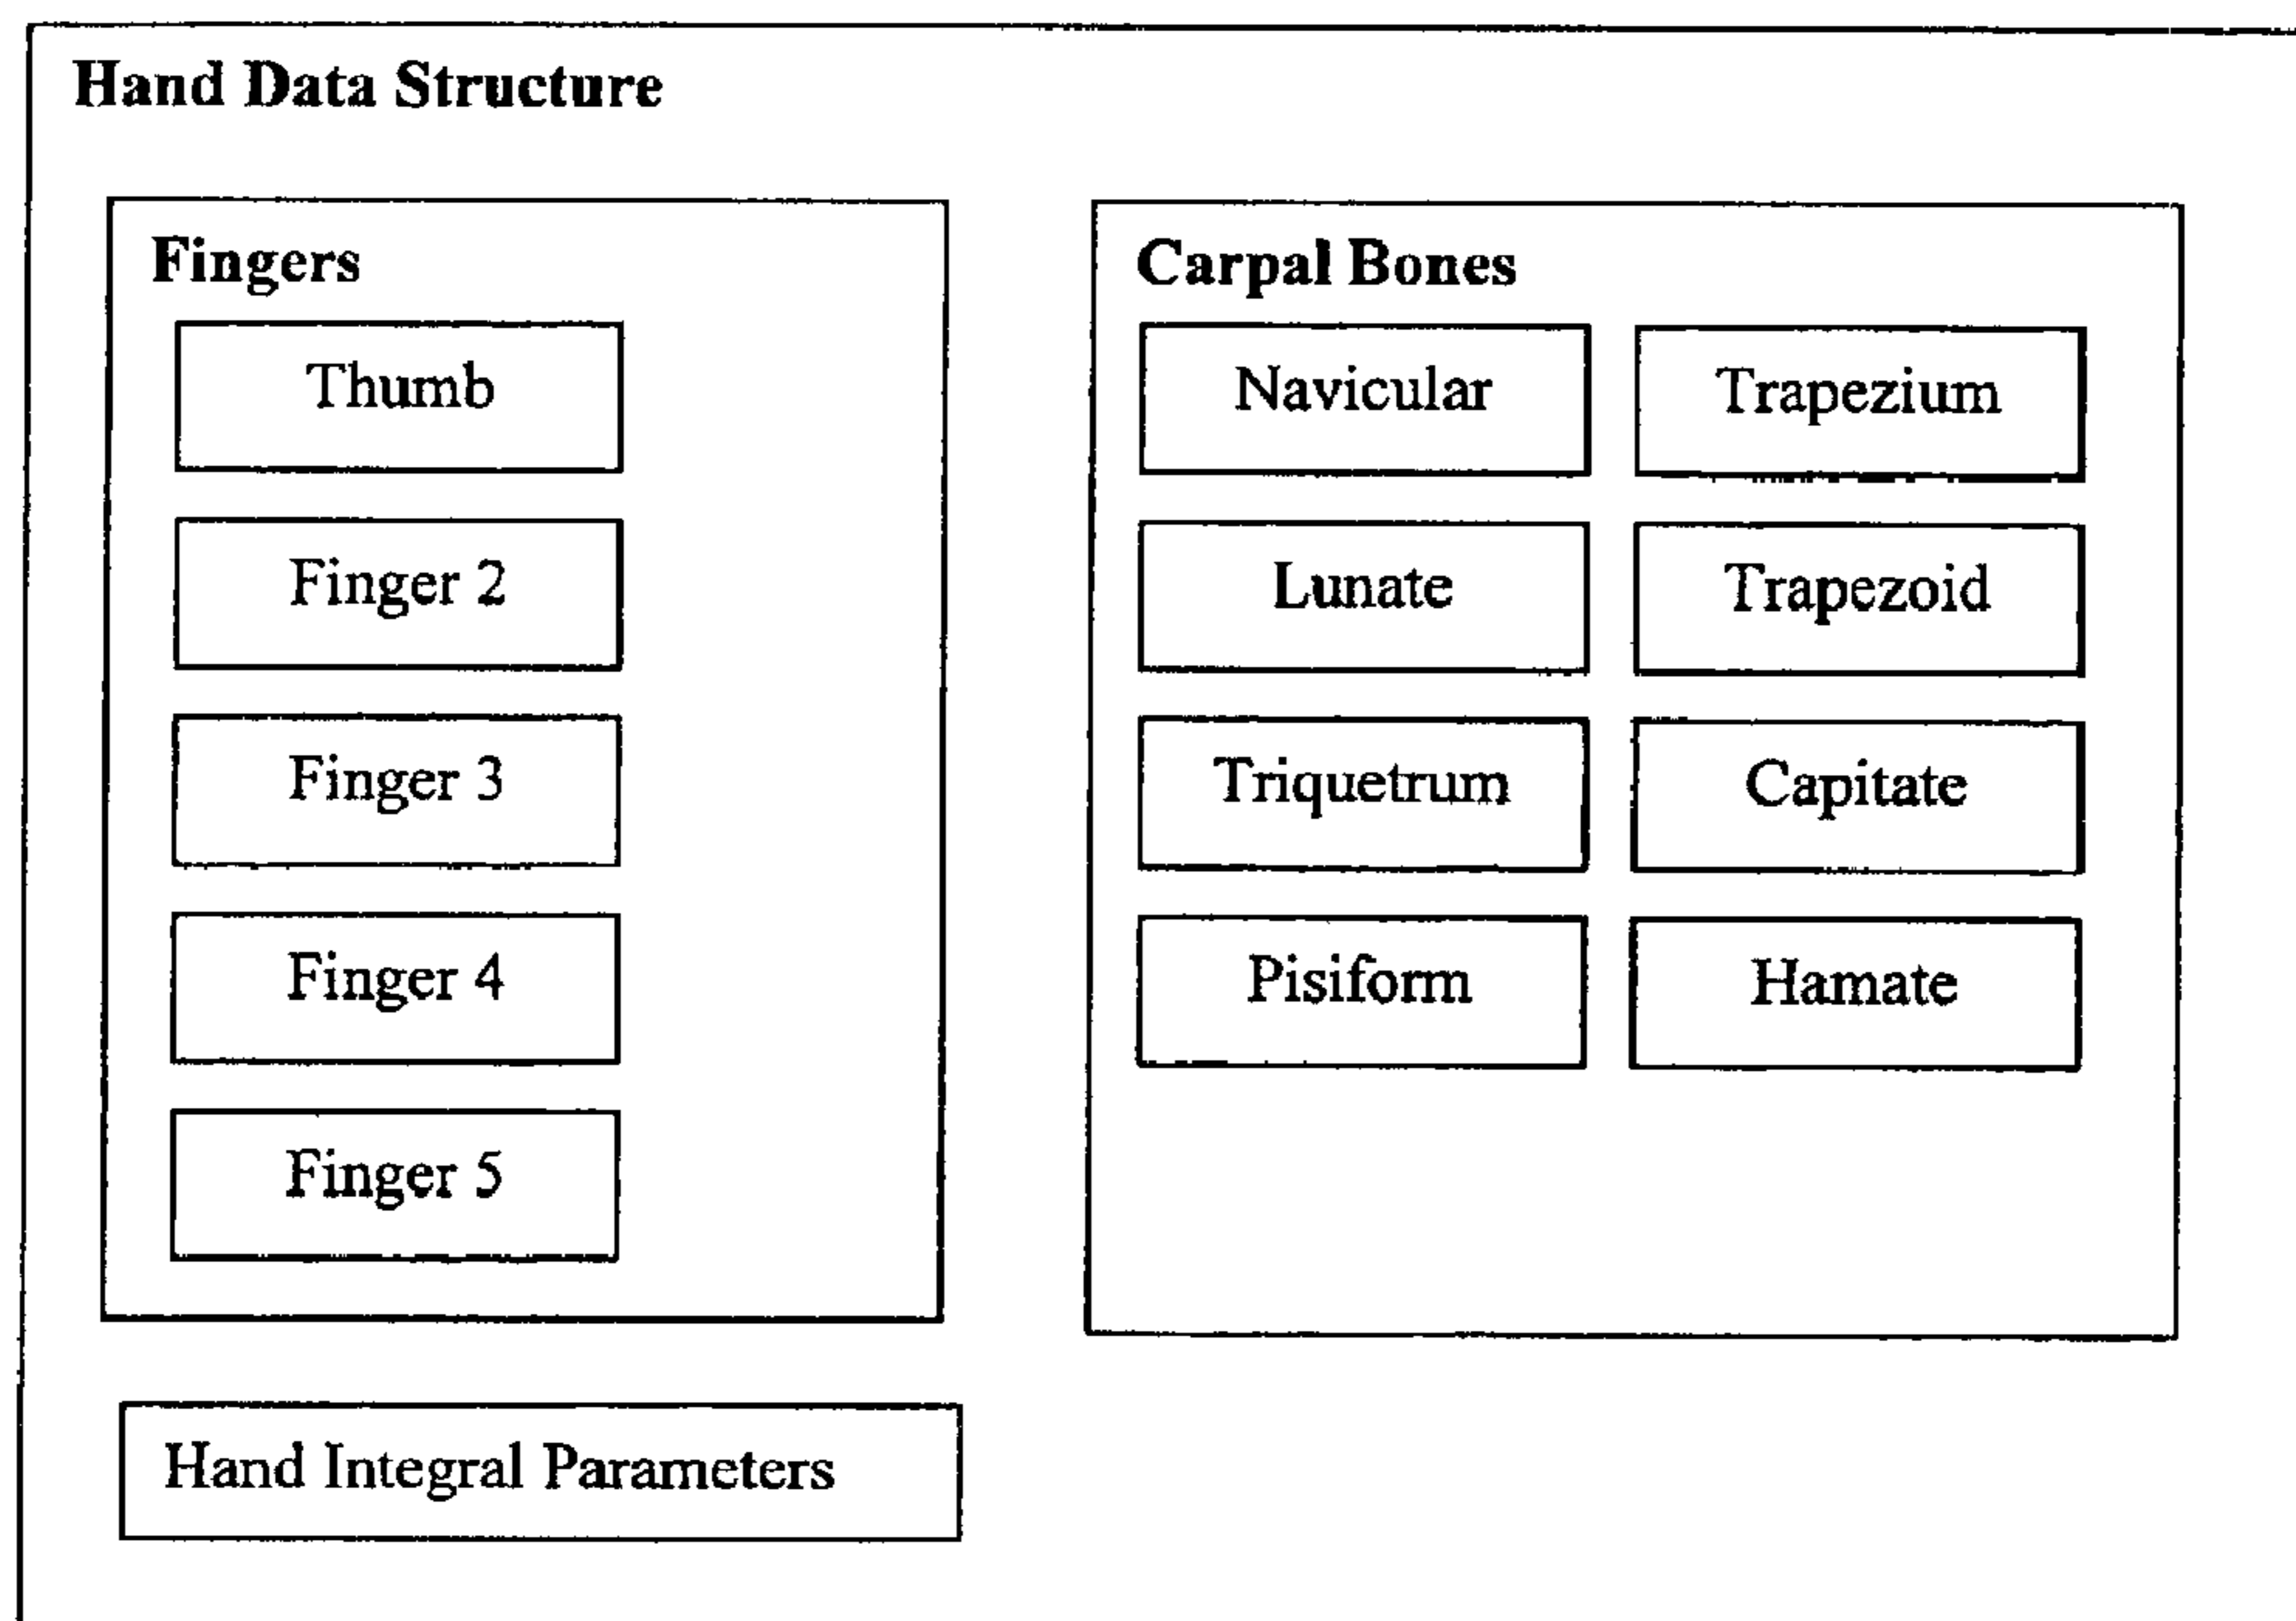 Hand Data Structure
Fingers
Thumb
Finger 2
Finger 3
Finger 4
Finger 5
Carpal Bones
Navicular
Trapezium
Lunate
Trapezoid
Triquetrum
Capitate
Pisiform
Hamate
Hand Integral Parameters